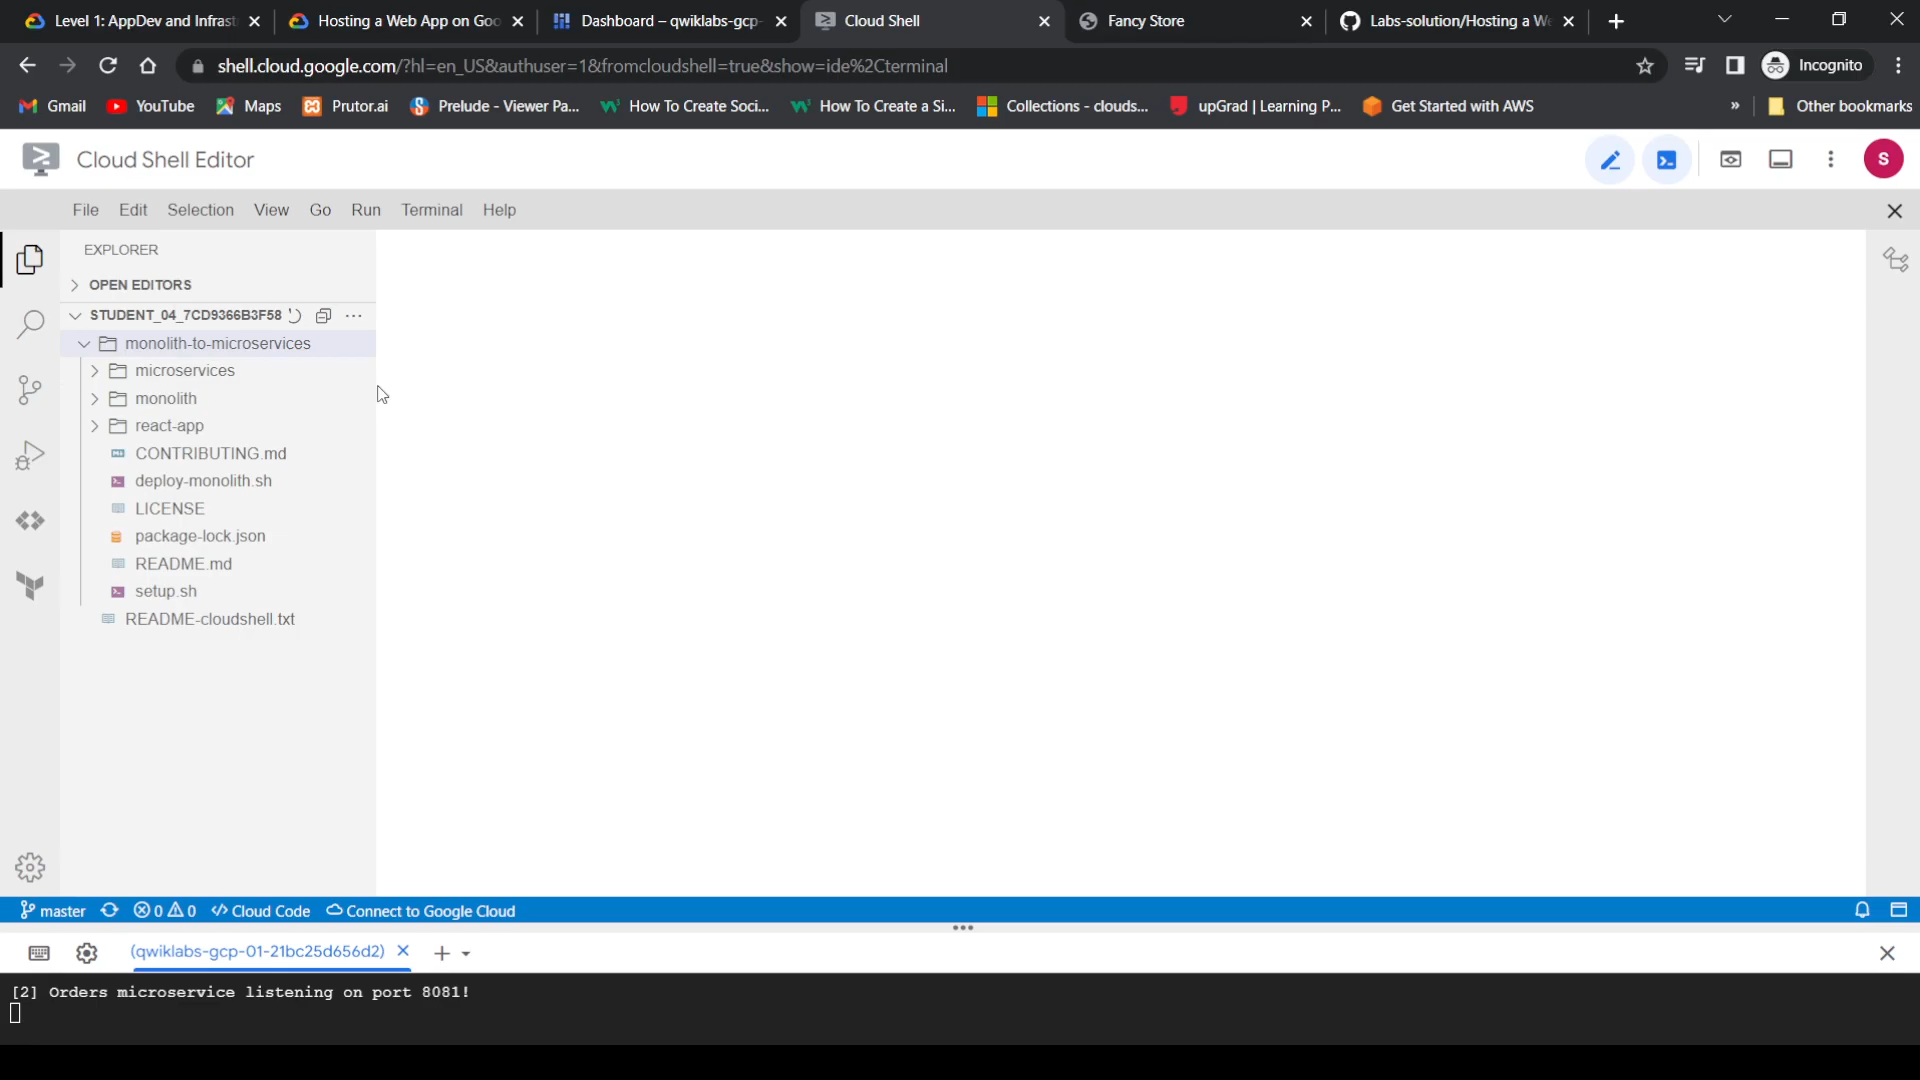 Level 1: AppDev and Infrast
Hosting a Web App on Goo
Dashboard – qwiklabs-gcp-
Cloud Shell
Fancy Store
Labs-solution/Hosting a We
shell.cloud.google.com/?hl=en_US&authuser=1&fromcloudshell=true&show=ide%2Cterminal
Incognito
Gmail
YouTube
Maps
Prutor.ai
Prelude - Viewer Pa...
How To Create Soci...
How To Create a Si...
Collections - clouds...
upGrad | Learning P...
Get Started with AWS
»
Other bookmarks
Cloud Shell Editor
S
File Edit Selection View Go Run Terminal Help
EXPLORER
OPEN EDITORS
STUDENT_04_7CD9366B3F58
monolith-to-microservices
microservices
monolith
react-app
CONTRIBUTING.md
deploy-monolith.sh
LICENSE
package-lock.json
README.md
setup.sh
README-cloudshell.txt
master 0 0 Cloud Code Connect to Google Cloud
(qwiklabs-gcp-01-21bc25d656d2)
[2] Orders microservice listening on port 8081!